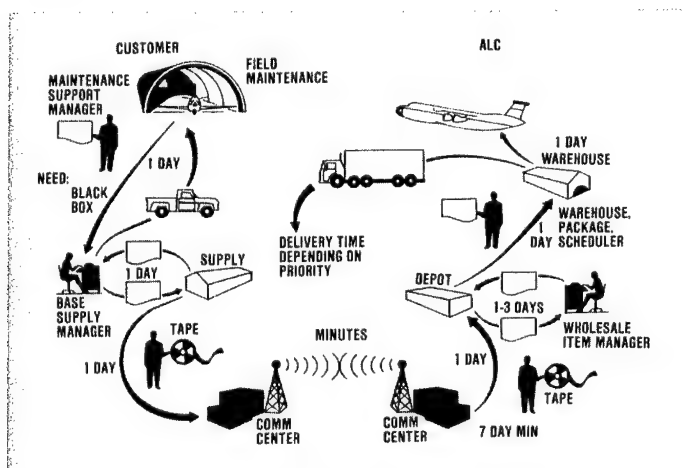 CUSTOMER
ALC
FIELD
MAINTENANCE
MAINTENANCE
SUPPORT
MANAGER
1 DAY
NEED:
BLACK
BOX
1 DAY
WAREHOUSE
DELIVERY TIME
DEPENDING ON
PRIORITY
1
DAY
WAREHOUSE,
PACKAGE,
SCHEDULER
1 DAY
SUPPLY
BASE
SUPPLY
MANAGER
DEPOT
1-3 DAYS
WHOLESALE
ITEM MANAGER
TAPE
1 DAY
MINUTES
1 DAY
TAPE
COMM
CENTER
COMM
CENTER
7 DAY MIN